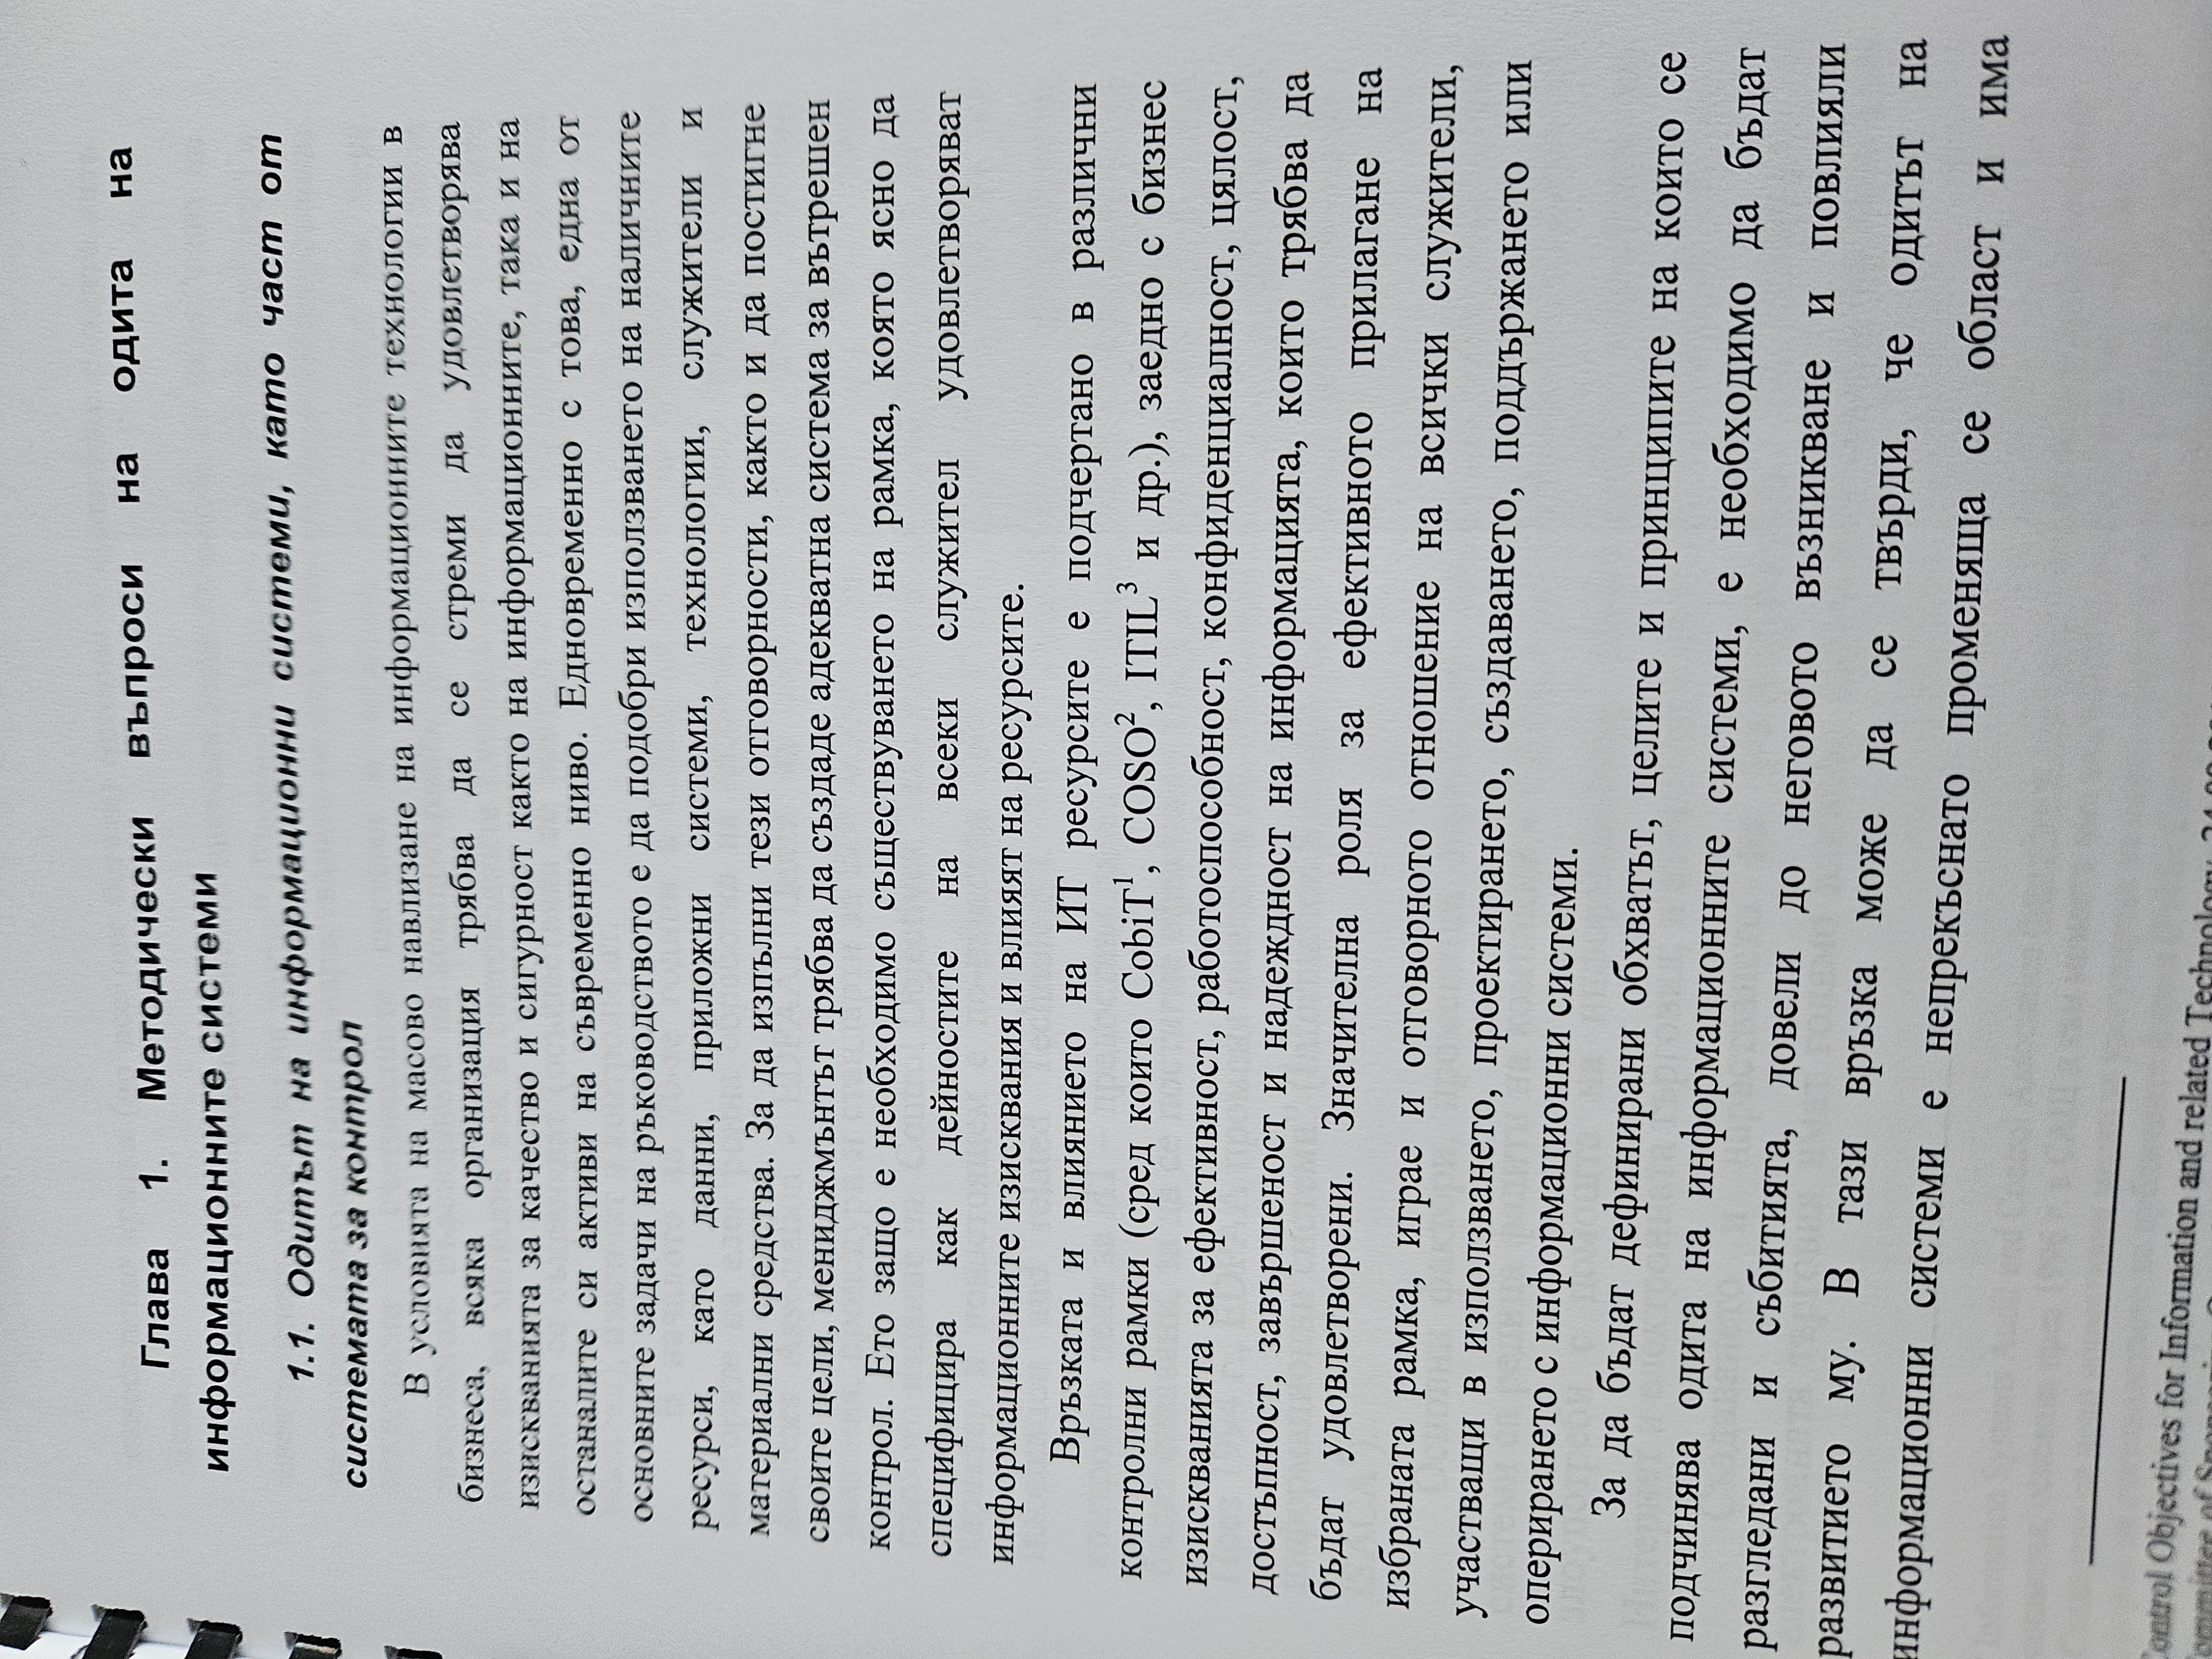 Глава 1. Методически въпроси на одита на
информационните системи
1.1. Одитът на информационни системи, като част от
системата за контрол
В условията на масово навлизане на информационните технологии в
бизнеса, всяка организация трябва да се стреми да удовлетворява
изискванията за качество и сигурност както на информационните, така и на
останалите си активи на съвременно ниво. Едновременно с това, една от
основните задачи на ръководството е да подобри използването на наличните
ресурси, като данни, приложни системи, технологии, служители и
материални средства. За да изпълни тези отговорности, както и да постигне
своите цели, мениджмънтът трябва да създаде адекватна система за вътрешен
контрол. Ето защо е необходимо съществуването на рамка, която ясно да
специфицира как дейностите на всеки служител удовлетворяват
информационните изисквания и влияят на ресурсите.
Връзката и влиянието на ИТ ресурсите е подчертано в различни
контролни рамки (сред които CobiT¹, COSO², ITIL³ и др.), заедно с бизнес
изискванията за ефективност, работоспособност, конфиденциалност, цялост,
достъпност, завършеност и надеждност на информацията, които трябва да
бъдат удовлетворени. Значителна роля за ефективното прилагане на
избраната рамка, играе и отговорното отношение на всички служители,
участващи в използването, проектирането, създаването, поддържането или
оперирането с информационни системи.
За да бъдат дефинирани обхватът, целите и принципите на които се
подчинява одита на информационните системи, е необходимо да бъдат
разгледани и събитията, довели до неговото възникване и повлияли
развитието му. В тази връзка може да се твърди, че одитът на
информационни системи е непрекъснато променяща се област и има
Control Objectives for Information and related Technology,
Committee of